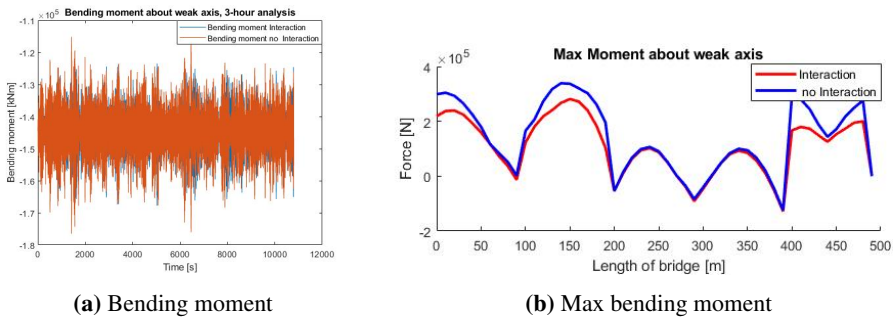 ×10⁵
Bending moment about weak axis, 3-hour analysis
Bending moment Interaction
Bending moment no Interaction
-1.1
-1.2
-1.3
-1.4
-1.5
-1.6
-1.7
-1.8
Bending moment [kNm]
0 2000 4000 6000 8000 10000 12000
Time [s]
(a) Bending moment
×10⁵
Max Moment about weak axis
Interaction
no Interaction
4
2
0
-2
Force [N]
0 50 100 150 200 250 300 350 400 450 500
Length of bridge [m]
(b) Max bending moment